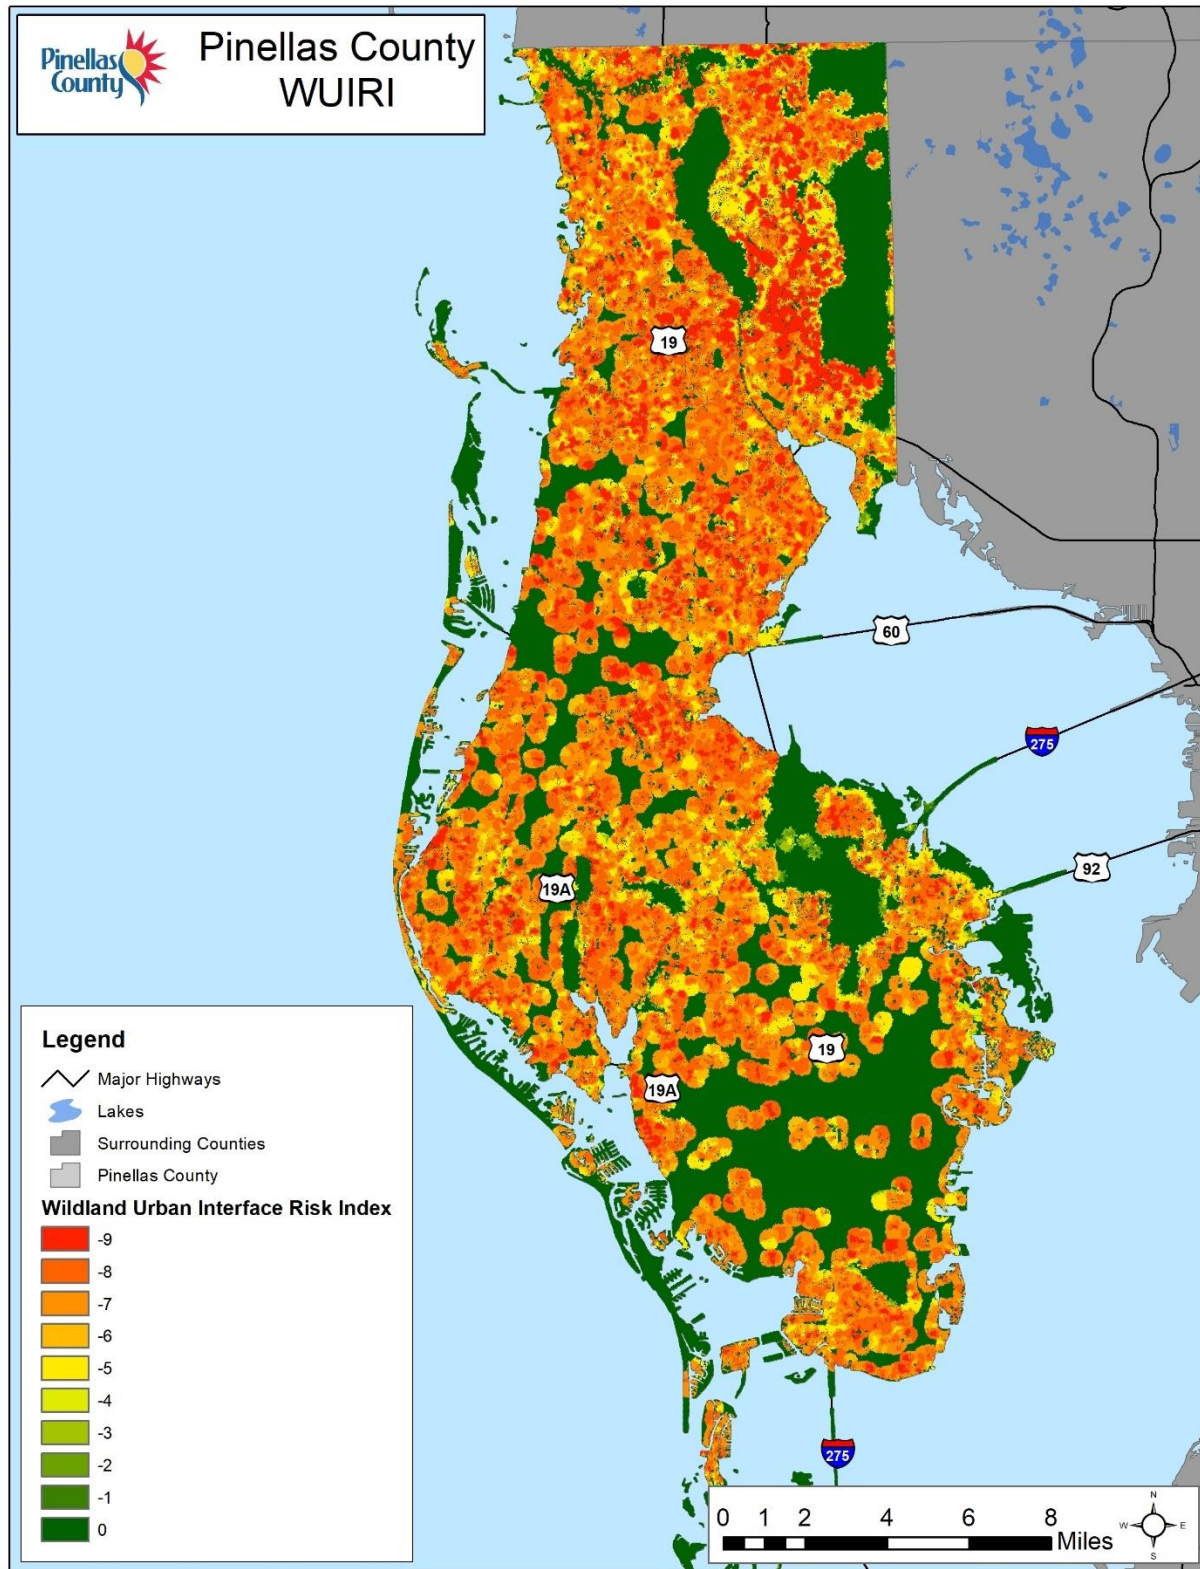 Pinellas
County
Pinellas County
WUIRI
19
60
275
19A
92
19
19A
275
Legend
Major Highways
Lakes
Surrounding Counties
Pinellas County
Wildland Urban Interface Risk Index
-9
-8
-7
-6
-5
-4
-3
-2
-1
0
0 1 2 4 6 8
Miles
N
W E
S